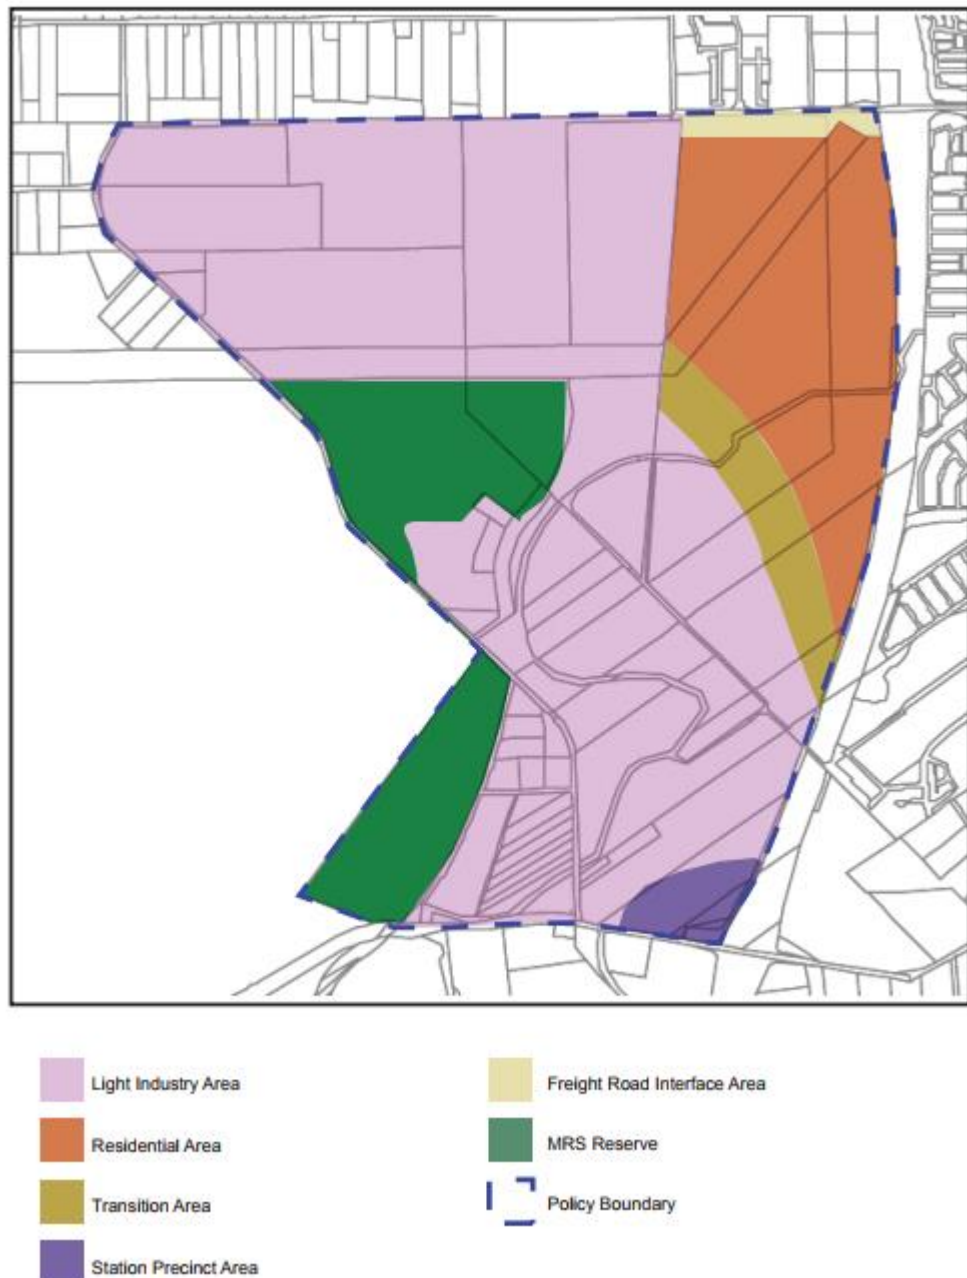 Light Industry Area
Residential Area
Transition Area
Station Precinct Area
Freight Road Interface Area
MRS Reserve
Policy Boundary